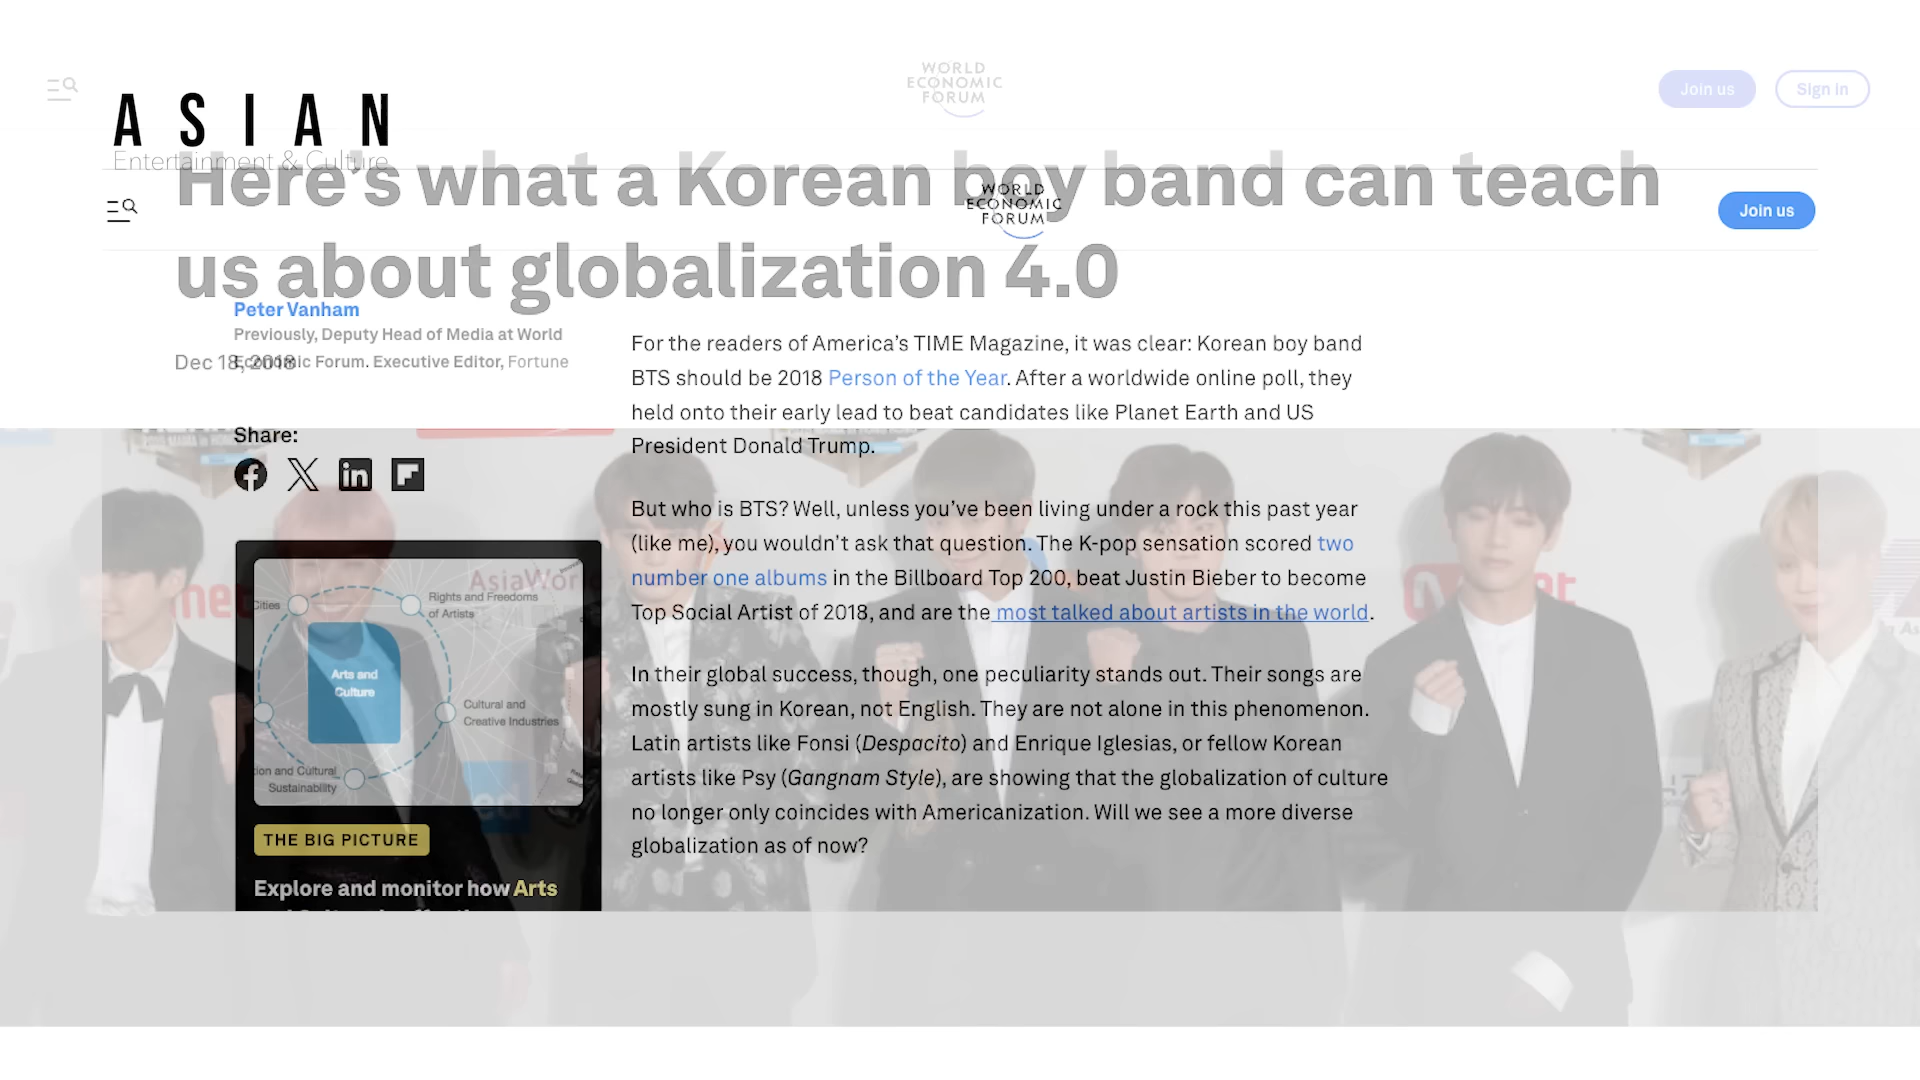 WORLD
ECONOMIC
FORUM
Join us
Sign in
ASIAN
Entertainment & Culture
Here's what a Korean boy band can teach
us about globalization 4.0
WORLD
ECONOMIC
FORUM
Join us
Dec 18, 2018
Peter Vanham
Previously, Deputy Head of Media at World
Economic Forum. Executive Editor, Fortune
Share:
For the readers of America's TIME Magazine, it was clear: Korean boy band
BTS should be 2018 Person of the Year. After a worldwide online poll, they
held onto their early lead to beat candidates like Planet Earth and US
President Donald Trump.
But who is BTS? Well, unless you've been living under a rock this past year
(like me), you wouldn't ask that question. The K-pop sensation scored two
number one albums in the Billboard Top 200, beat Justin Bieber to become
Top Social Artist of 2018, and are the most talked about artists in the world.
In their global success, though, one peculiarity stands out. Their songs are
mostly sung in Korean, not English. They are not alone in this phenomenon.
Latin artists like Fonsi (Despacito) and Enrique Iglesias, or fellow Korean
artists like Psy (Gangnam Style), are showing that the globalization of culture
no longer only coincides with Americanization. Will we see a more diverse
globalization as of now?
Cities
Rights and Freedoms
of Artists
Arts and
Culture
Cultural and
Creative Industries
ion and Cultural
Sustainability
THE BIG PICTURE
Explore and monitor how Arts
AsiaWor
net